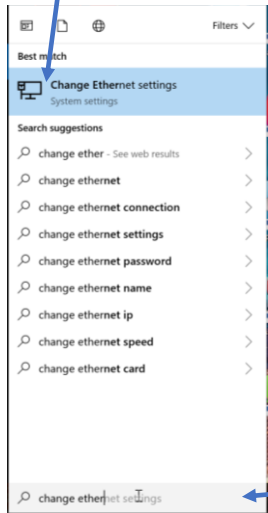 Filters
Best match
Change Ethernet settings
System settings
Search suggestions
change ether - See web results
change ethernet
change ethernet connection
change ethernet settings
change ethernet password
change ethernet name
change ethernet ip
change ethernet speed
change ethernet card
change ethernet settings